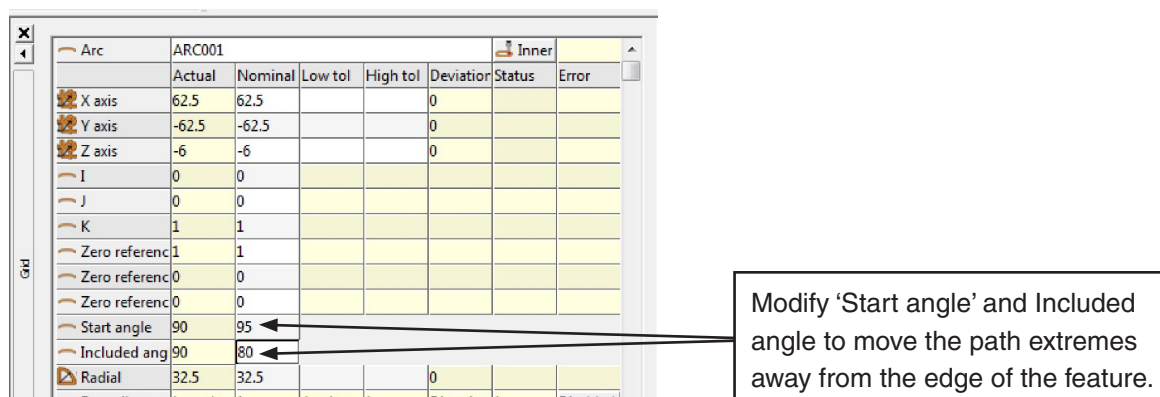 Arc ARC001 Inner
Actual Nominal Low tol High tol Deviation Status Error
X axis 62.5 62.5 0
Y axis -62.5 -62.5 0
Z axis -6 -6 0
I 0 0
J 0 0
K 1 1
Zero referenc 1 1
Zero referenc 0 0
Zero referenc 0 0
Start angle 90 95
Included ang 90 80
Radial 32.5 32.5 0
Grid
Modify ‘Start angle’ and Included
angle to move the path extremes
away from the edge of the feature.